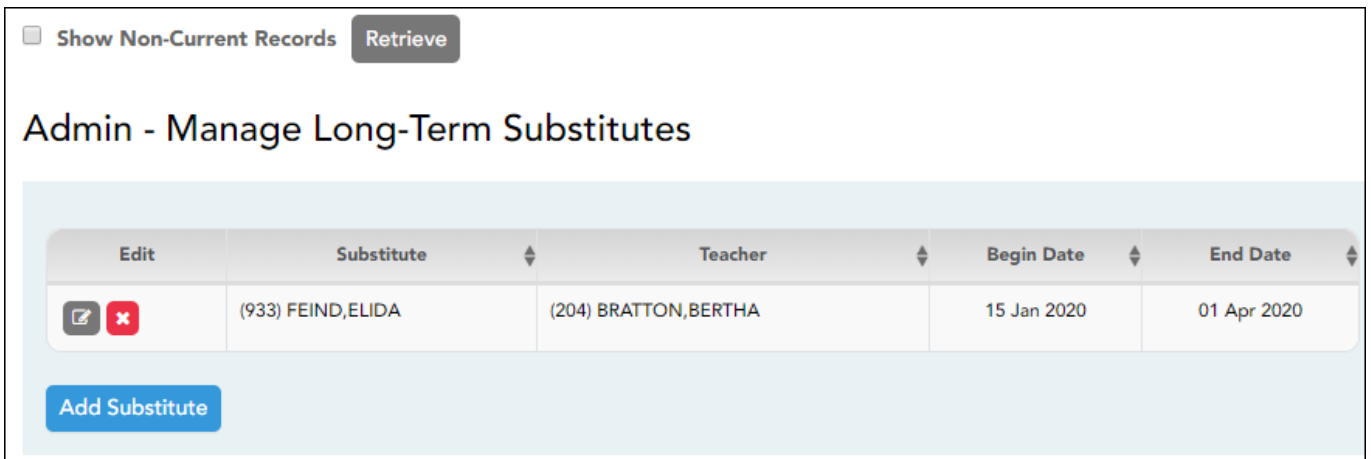 Show Non-Current Records Retrieve
Admin - Manage Long-Term Substitutes
Edit Substitute Teacher Begin Date End Date
(933) FEIND,ELIDA (204) BRATTON,BERTHA 15 Jan 2020 01 Apr 2020
Add Substitute